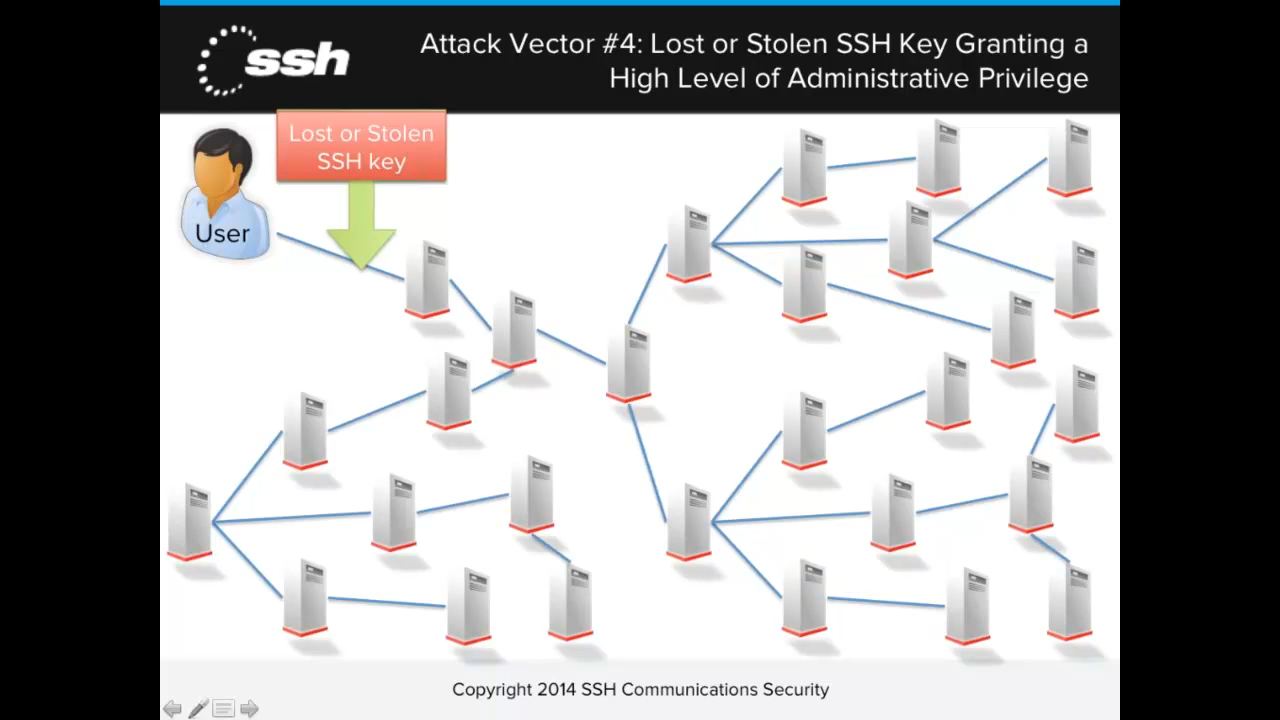 ssh
Attack Vector #4: Lost or Stolen SSH Key Granting a
High Level of Administrative Privilege
Lost or Stolen
SSH key
User
Copyright 2014 SSH Communications Security